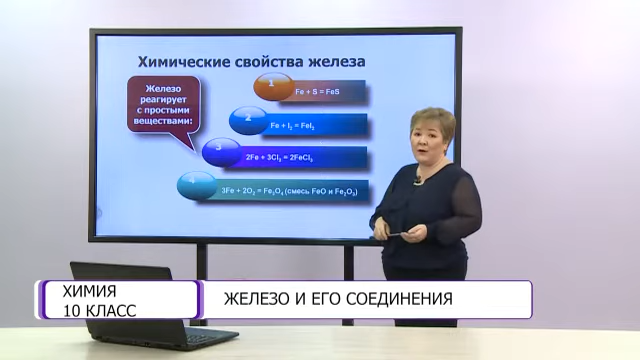 Химические свойства железа
Железо
реагирует
с простыми
веществами:
1
Fe + S = FeS
2
Fe + I₂ = FeI₂
3
2Fe + 3Cl₂ = 2FeCl₃
4
3Fe + 2O₂ = Fe₃O₄ (смесь FeO и Fe₂O₃)
ХИМИЯ
10 КЛАСС
ЖЕЛЕЗО И ЕГО СОЕДИНЕНИЯ